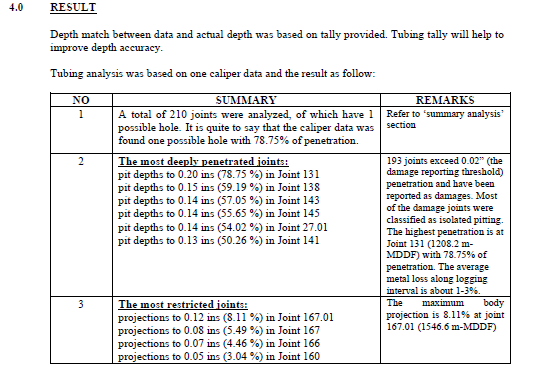 4.0 RESULT
Depth match between data and actual depth was based on tally provided. Tubing tally will help to
improve depth accuracy.
Tubing analysis was based on one caliper data and the result as follow:
NO SUMMARY REMARKS
1
A total of 210 joints were analyzed, of which have 1
possible hole. It is quite to say that the caliper data was
found one possible hole with 78.75% of penetration.
Refer to ‘summary analysis’
section
2
The most deeply penetrated joints:
pit depths to 0.20 ins (78.75 %) in Joint 131
pit depths to 0.15 ins (59.19 %) in Joint 138
pit depths to 0.14 ins (57.05 %) in Joint 143
pit depths to 0.14 ins (55.65 %) in Joint 145
pit depths to 0.14 ins (54.02 %) in Joint 27.01
pit depths to 0.13 ins (50.26 %) in Joint 141
193 joints exceed 0.02” (the
damage reporting threshold)
penetration and have been
reported as damages. Most
of the damage joints were
classified as isolated pitting.
The highest penetration is at
Joint 131 (1208.2 m-
MDDF) with 78.75% of
penetration. The average
metal loss along logging
interval is about 1-3%.
3
The most restricted joints:
projections to 0.12 ins (8.11 %) in Joint 167.01
projections to 0.08 ins (5.49 %) in Joint 167
projections to 0.07 ins (4.46 %) in Joint 166
projections to 0.05 ins (3.04 %) in Joint 160
The maximum body
projection is 8.11% at joint
167.01 (1546.6 m-MDDF)